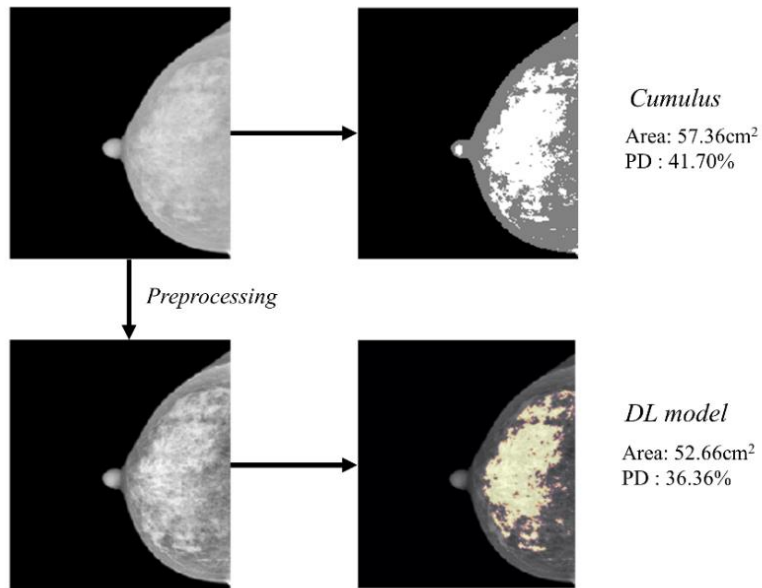 Cumulus
Area: 57.36cm²
PD : 41.70%
Preprocessing
DL model
Area: 52.66cm²
PD : 36.36%